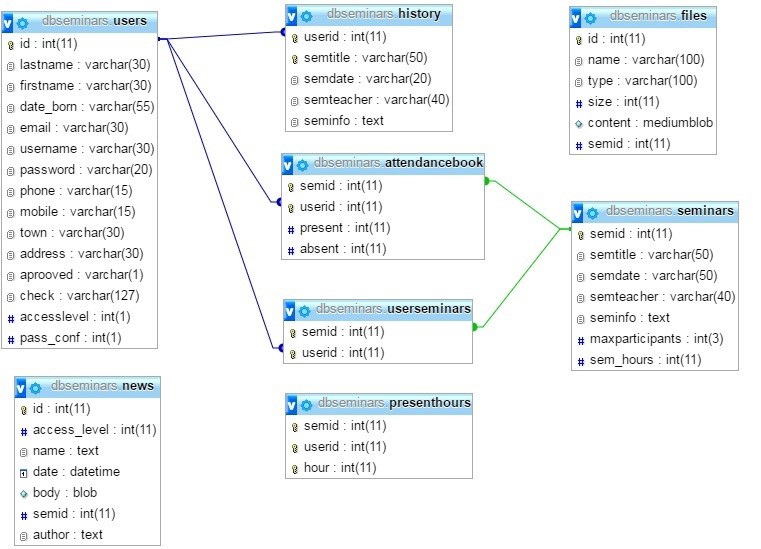 dbseminars.users
id : int(11)
lastname : varchar(30)
firstname : varchar(30)
date_born : varchar(55)
email : varchar(30)
username : varchar(30)
password : varchar(20)
phone : varchar(15)
mobile : varchar(15)
town : varchar(30)
address : varchar(30)
aprooved : varchar(1)
check : varchar(127)
accesslevel : int(1)
pass_conf : int(1)
dbseminars.news
id : int(11)
access_level : int(11)
name : text
date : datetime
body : blob
semid : int(11)
author : text
dbseminars.history
userid : int(11)
semtitle : varchar(50)
semdate : varchar(20)
semteacher : varchar(40)
seminfo : text
dbseminars.attendancebook
semid : int(11)
userid : int(11)
present : int(11)
absent : int(11)
dbseminars.userseminars
semid : int(11)
userid : int(11)
dbseminars.presenthours
semid : int(11)
userid : int(11)
hour : int(11)
dbseminars.files
id : int(11)
name : varchar(100)
type : varchar(100)
size : int(11)
content : mediumblob
semid : int(11)
dbseminars.seminars
semid : int(11)
semtitle : varchar(50)
semdate : varchar(50)
semteacher : varchar(40)
seminfo : text
maxparticipants : int(3)
sem_hours : int(11)